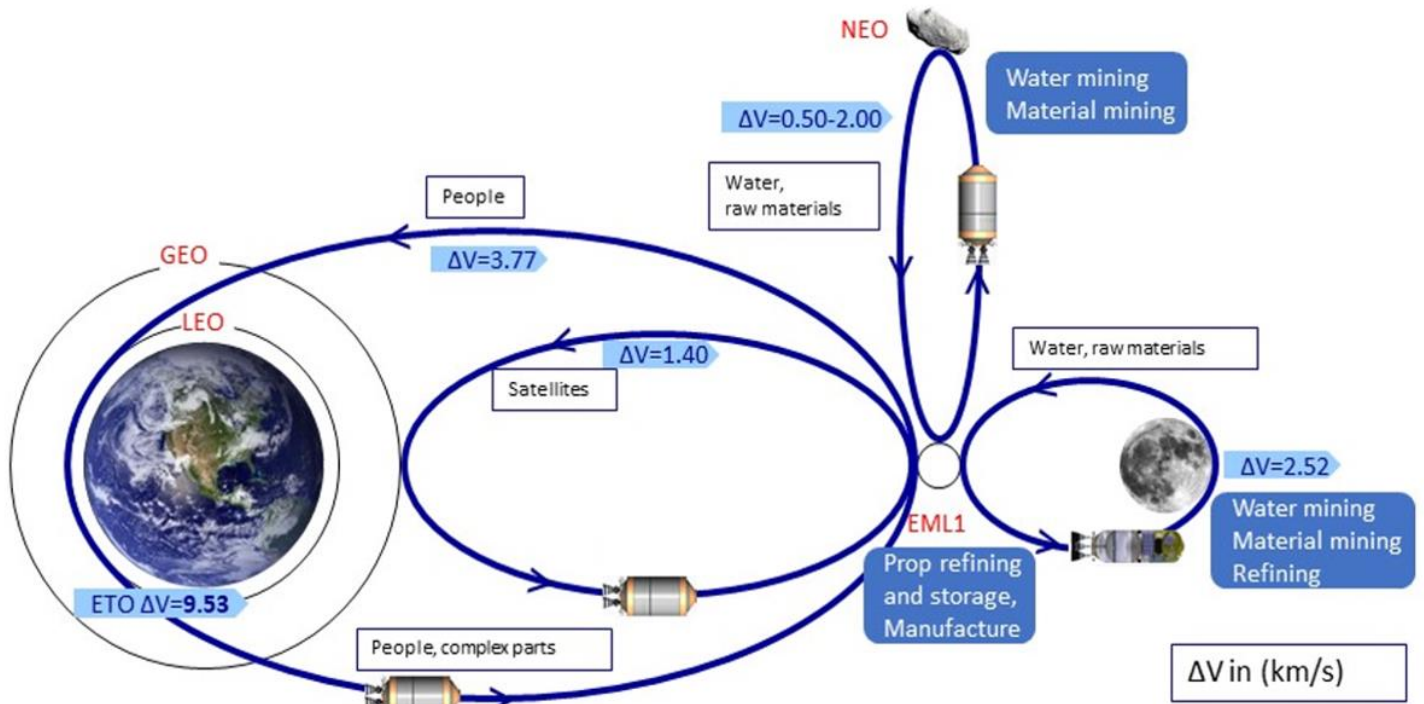 NEO
Water mining
Material mining
ΔV=0.50-2.00
Water,
raw materials
People
GEO
ΔV=3.77
LEO
ΔV=1.40
Satellites
Water, raw materials
ΔV=2.52
EML1
Water mining
Material mining
Refining
Prop refining
and storage,
Manufacture
ETO ΔV=9.53
People, complex parts
ΔV in (km/s)